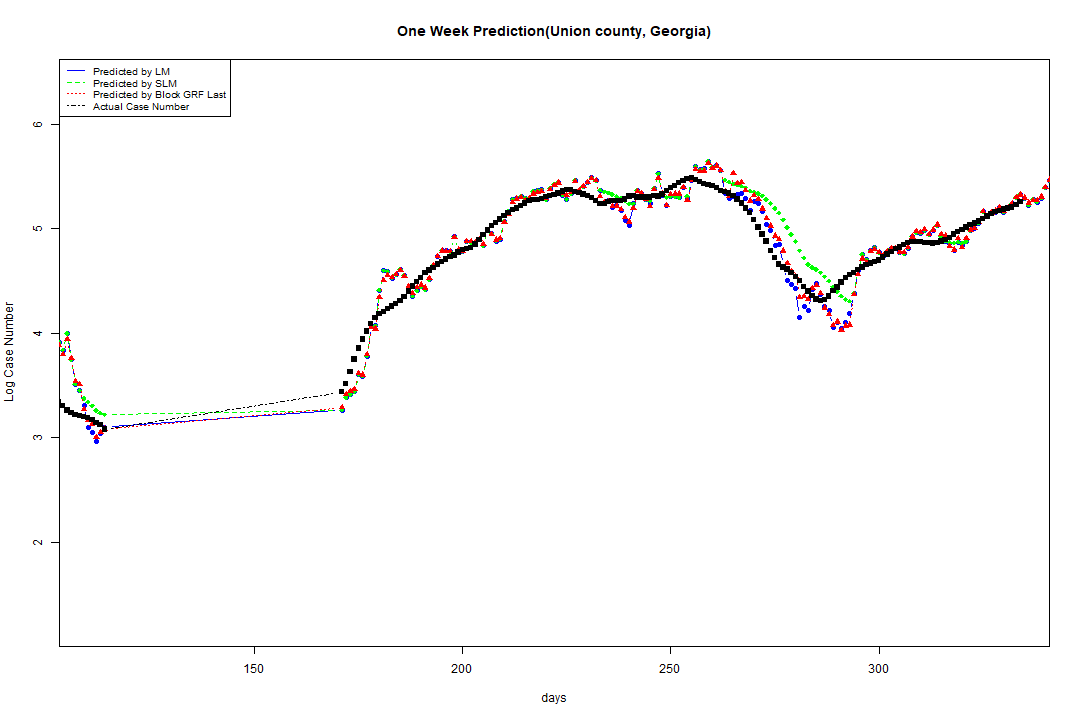 One Week Prediction(Union county, Georgia)
Predicted by LM
Predicted by SLM
Predicted by Block GRF Last
Actual Case Number
6
5
4
3
2
Log Case Number
150 200 250 300
days